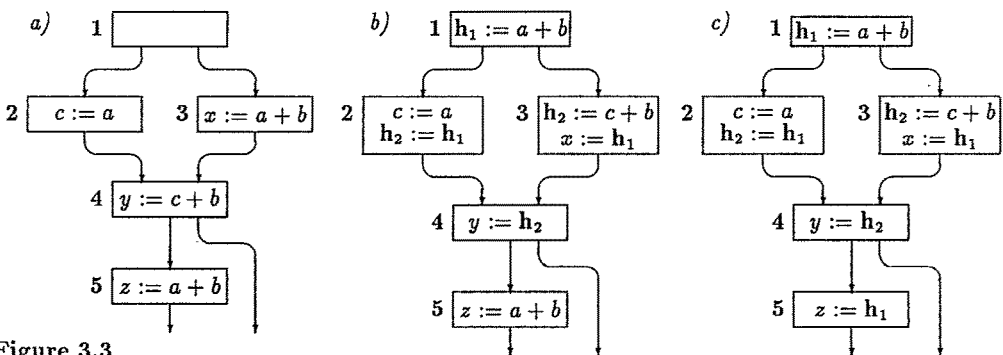 a)
1
2 c := a
3 x := a + b
4 y := c + b
5 z := a + b
b)
1 h₁ := a + b
2 c := a
h₂ := h₁
3 h₂ := c + b
x := h₁
4 y := h₂
5 z := a + b
c)
1 h₁ := a + b
2 c := a
h₂ := h₁
3 h₂ := c + b
x := h₁
4 y := h₂
5 z := h₁
Figure 3.3